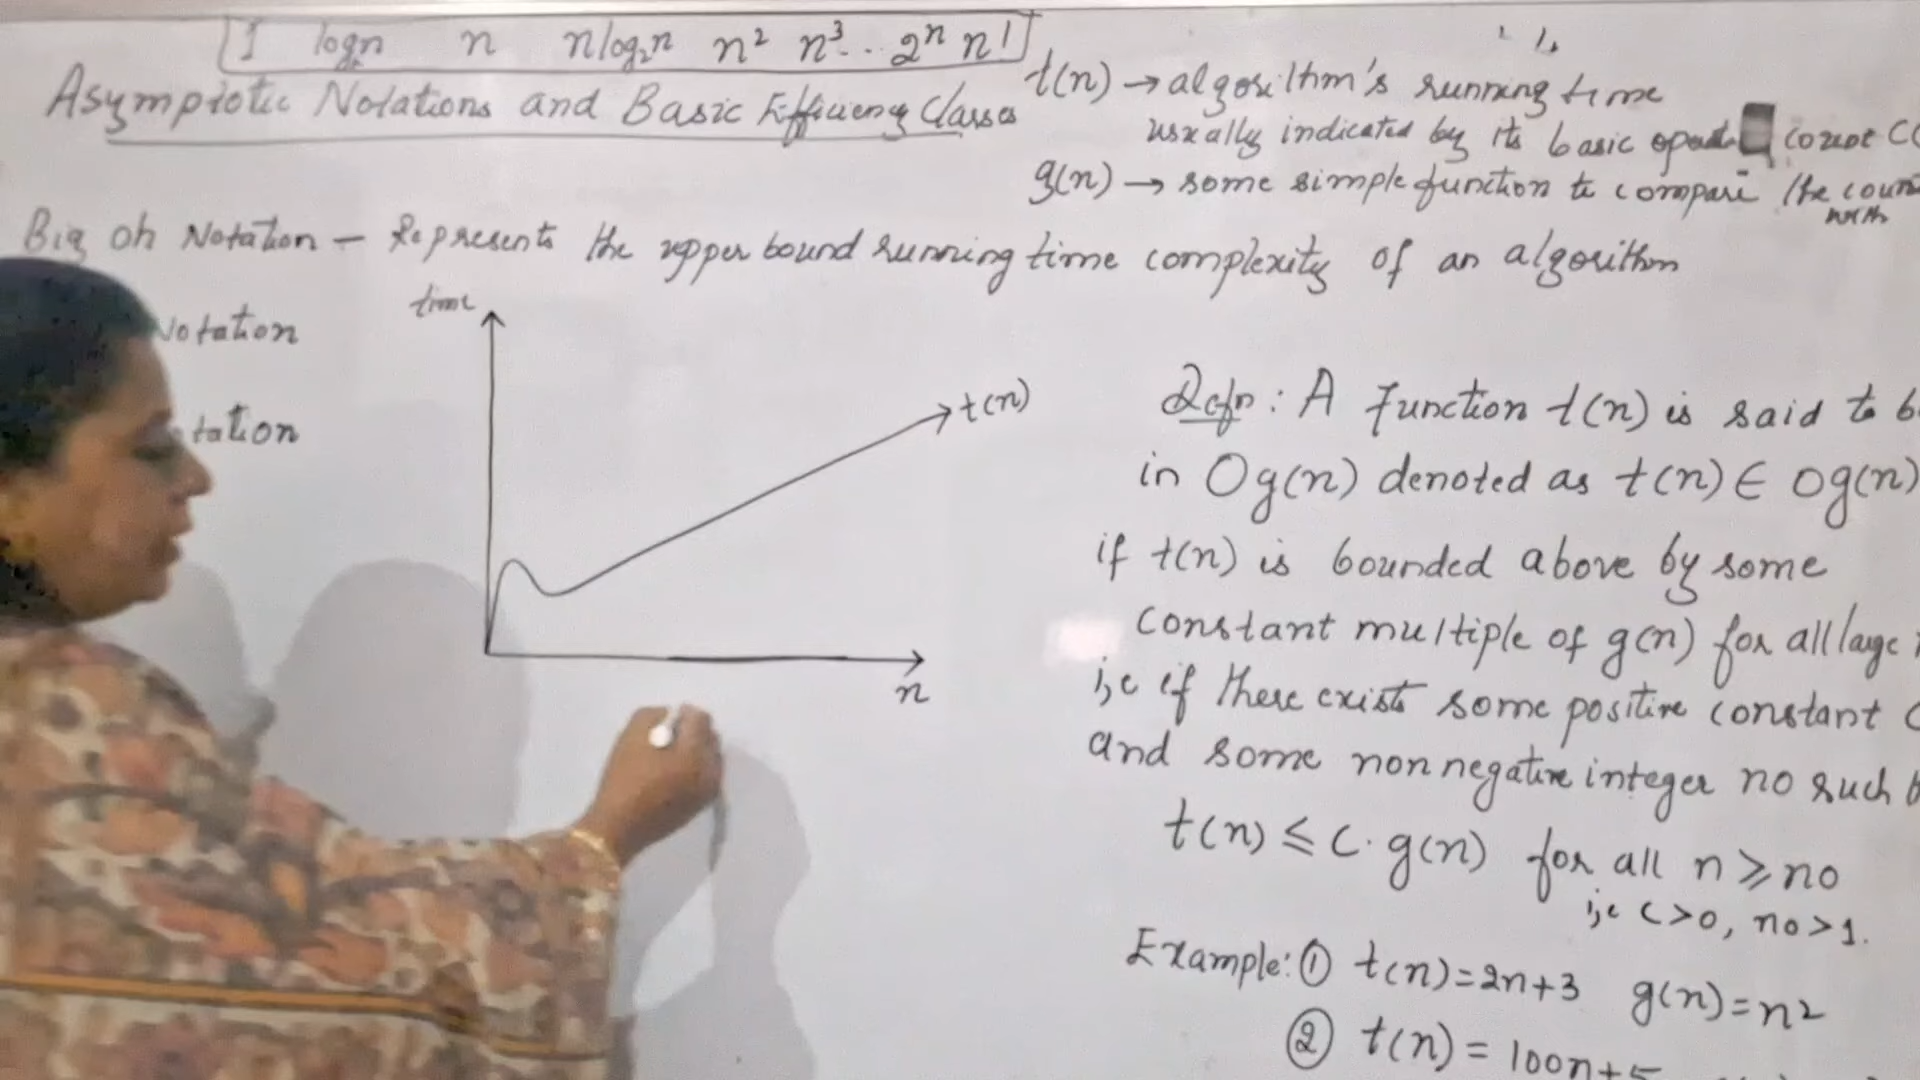 1 logn n nlog₂n n² n³.. 2ⁿ n!
Asymptotic Notations and Basic Efficiency Classes
t(n) → algorithm's running time
usually indicated by its basic count C(
g(n) → some simple function to compare the coun
with
Big oh Notation – Represents the upper bound running time complexity of an algorithm
Notation
tation
time
t(n)
n
Defn: A function t(n) is said to b
in Og(n) denoted as t(n) ∈ Og(n)
if t(n) is bounded above by some
constant multiple of g(n) for all large
i,e if there exists some positive constant C
and some nonnegative integer no such
t(n) ≤ C. g(n) for all n ≥ no
i,e C>0, no>1.
Example: ① t(n)=2n+3 g(n)=n²
② t(n) = 100n+5